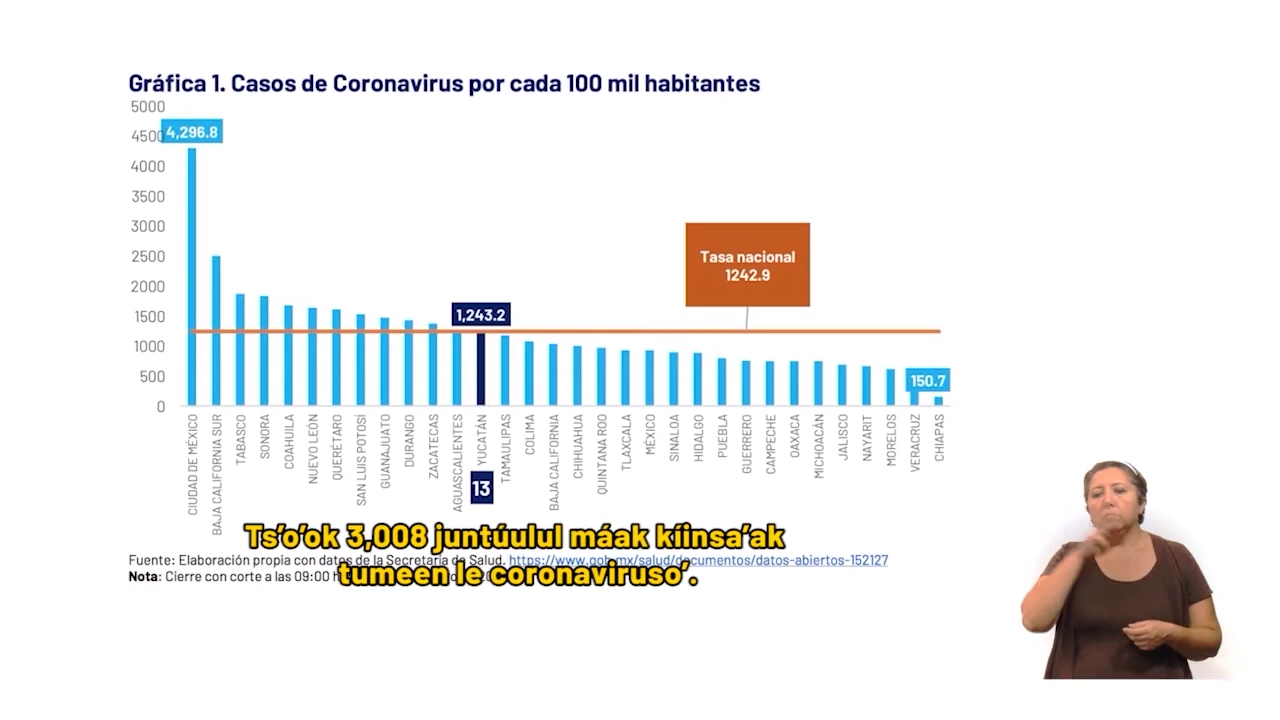 Gráfica 1. Casos de Coronavirus por cada 100 mil habitantes
5000
4500
4,296.8
4000
3500
3000
2500
2000
1500
1000
500
0
Tasa nacional
1242.9
1,243.2
150.7
CIUDAD DE MÉXICO
BAJA CALIFORNIA SUR
TABASCO
SONORA
COAHUILA
NUEVO LEÓN
QUERÉTARO
SAN LUIS POTOSÍ
GUANAJUATO
DURANGO
ZACATECAS
AGUASCALIENTES
YUCATÁN
TAMAULIPAS
COLIMA
BAJA CALIFORNIA
CHIHUAHUA
QUINTANA ROO
TLAXCALA
MÉXICO
SINALOA
HIDALGO
PUEBLA
GUERRERO
CAMPECHE
OAXACA
MICHOACÁN
JALISCO
NAYARIT
MORELOS
VERACRUZ
CHIAPAS
13
Ts'o'ok 3,008 juntúulul máak kíinsa'ak
tumeen le coronaviruso'.
Fuente: Elaboración propia con datos de la Secretaría de Salud. https://www.gob.mx/salud/documentos/datos-abiertos-152127
Nota: Cierre con corte a las 09:00